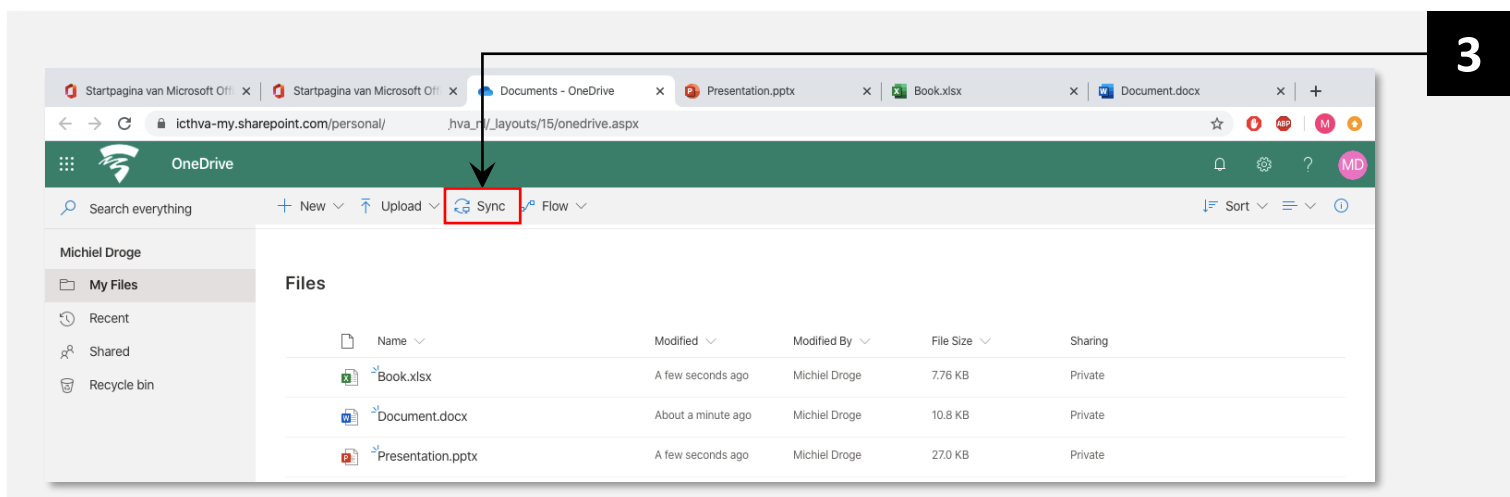 3
Startpagina van Microsoft Offi
Startpagina van Microsoft Off
Documents - OneDrive
Presentation.pptx
Book.xlsx
Document.docx
icthva-my.sharepoint.com/personal/ hva_nl/_layouts/15/onedrive.aspx
ABP
M
OneDrive
?
MD
Search everything
New
Upload
Sync
Flow
Sort
Michiel Droge
My Files
Recent
Shared
Recycle bin
Files
Name Modified Modified By File Size Sharing
Book.xlsx A few seconds ago Michiel Droge 7.76 KB Private
Document.docx About a minute ago Michiel Droge 10.8 KB Private
Presentation.pptx A few seconds ago Michiel Droge 27.0 KB Private